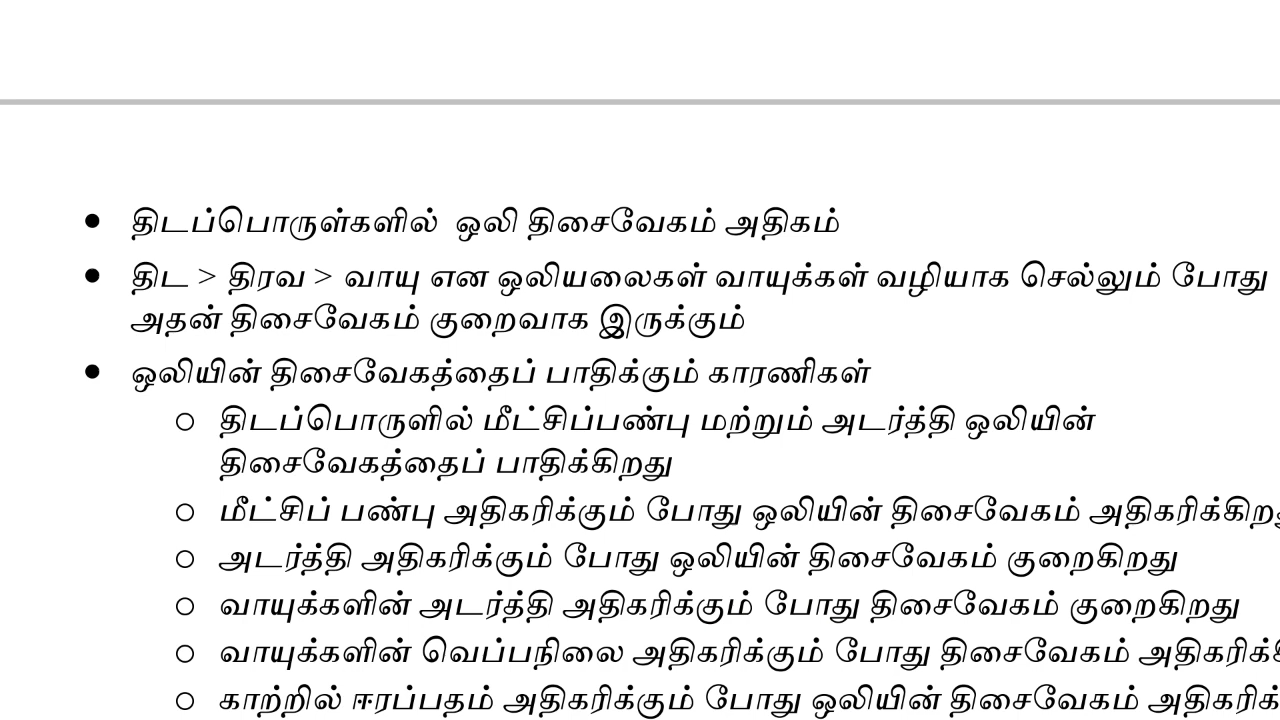 ● திடப்பொருள்களில் ஒலி திசைவேகம் அதிகம்
● திட > திரவ > வாயு என ஒலியலைகள் வாயுக்கள் வழியாக செல்லும் போது
அதன் திசைவேகம் குறைவாக இருக்கும்
● ஒலியின் திசைவேகத்தைப் பாதிக்கும் காரணிகள்
○ திடப்பொருளில் மீட்சிப்பண்பு மற்றும் அடர்த்தி ஒலியின்
திசைவேகத்தைப் பாதிக்கிறது
○ மீட்சிப் பண்பு அதிகரிக்கும் போது ஒலியின் திசைவேகம்
○ அடர்த்தி அதிகரிக்கும் போது ஒலியின் திசைவேகம் குறைகிறது
○ வாயுக்களின் அடர்த்தி அதிகரிக்கும் போது திசைவேகம் குறைகிறது
○ வாயுக்களின் வெப்பநிலை அதிகரிக்கும் போது திசைவேகம்
○ காற்றில் ஈரப்பதம் அதிகரிக்கும் போது ஒலியின் திசைவேகம்